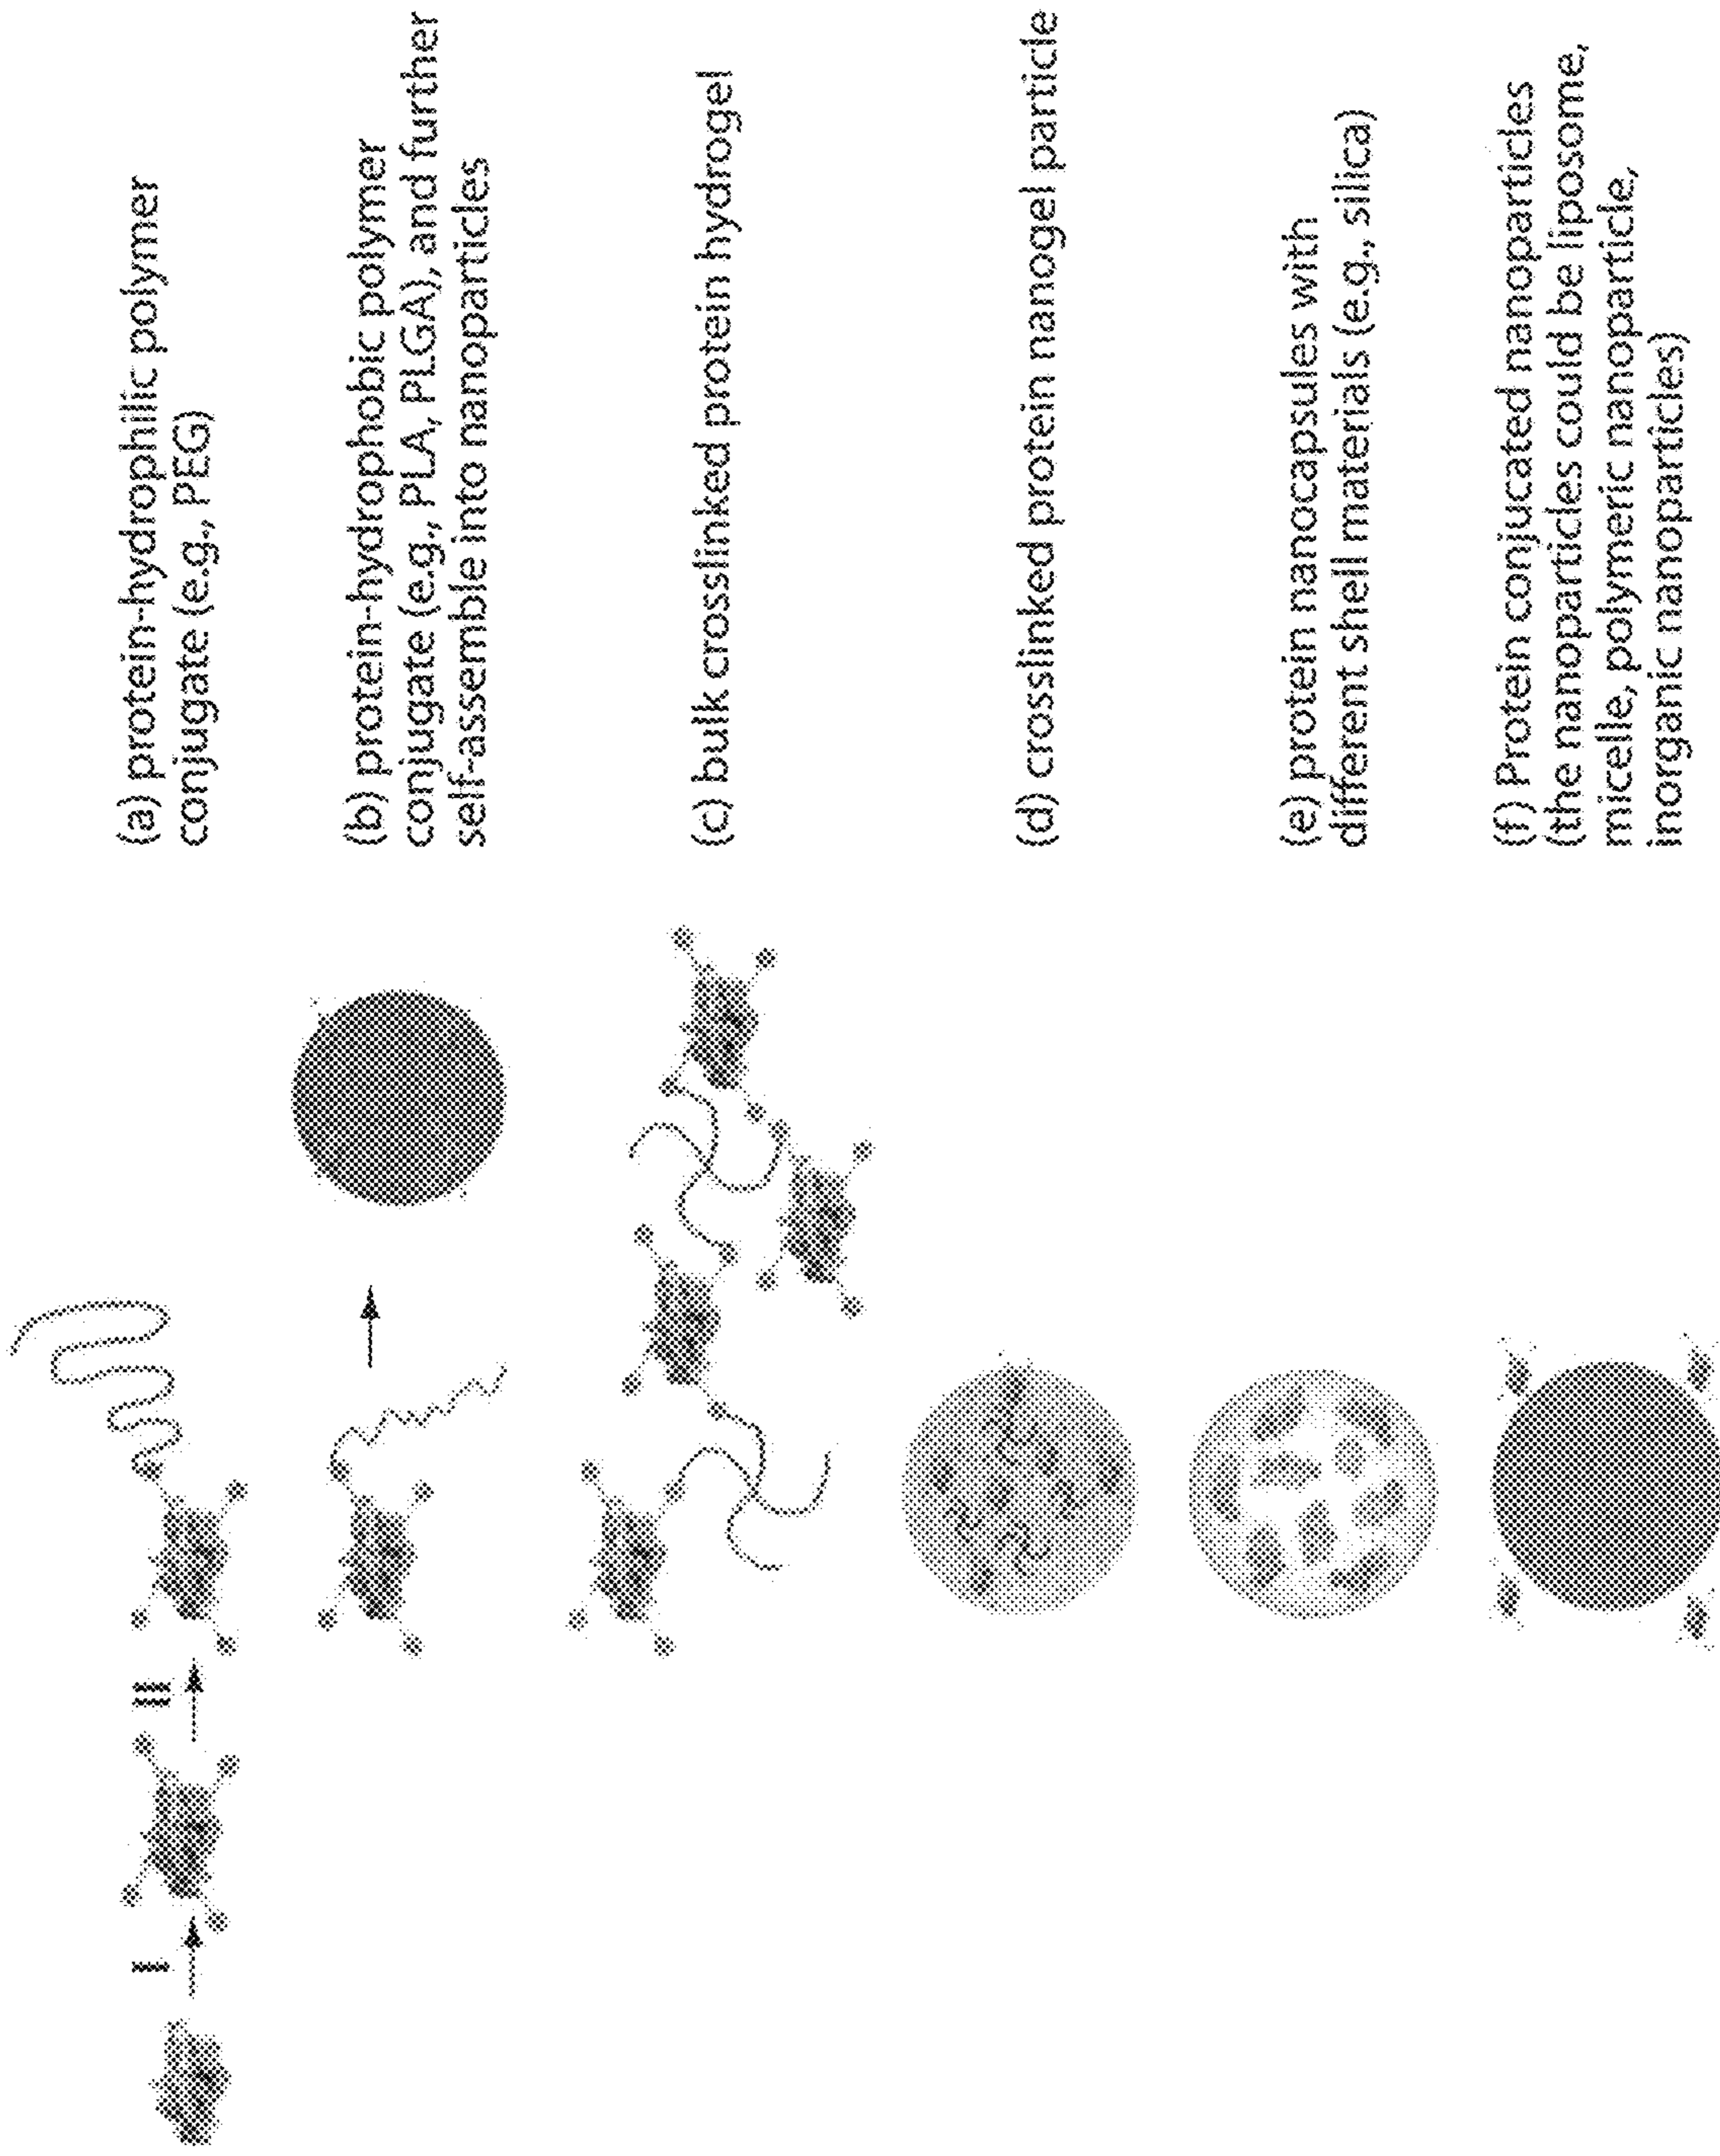 I
II
(a) protein-hydrophilic polymer
conjugate (e.g., PEG)
(b) protein-hydrophobic polymer
conjugate (e.g., PLA, PLGA), and further
self-assemble into nanoparticles
(c) bulk crosslinked protein hydrogel
(d) crosslinked protein nanogel particle
(e) protein nanocapsules with
different shell materials (e.g., silica)
(f) Protein conjucated nanoparticles
(the nanoparticles could be liposome,
micelle, polymeric nanoparticle,
inorganic nanoparticles)